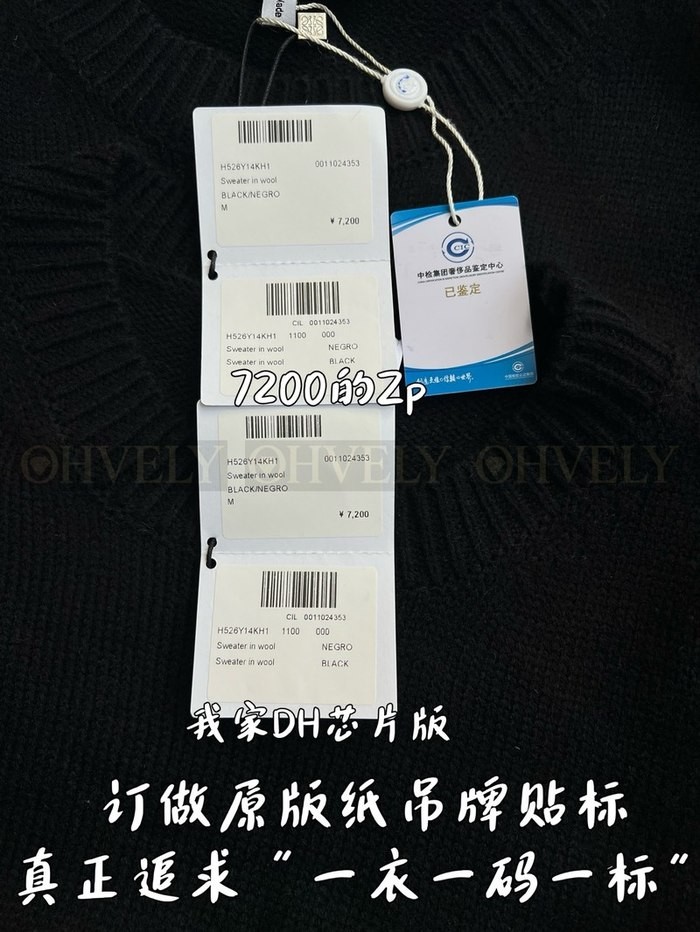 H526Y14KH1 0011024353
Sweater in wool
BLACK/NEGRO
M
¥ 7,200
CIL 0011024353
H526Y14KH1 1100 000
Sweater in wool NEGRO
Sweater in wool BLACK
CTC
中检集团奢侈品鉴定中心
已鉴定
7200的Zp
OHVELY OHVELY OHVELY
H526Y14KH1 0011024353
Sweater in wool
BLACK/NEGRO
M
¥ 7,200
CIL 0011024353
H526Y14KH1 1100 000
Sweater in wool NEGRO
Sweater in wool BLACK
我家DH芯片版
订做原版纸吊牌贴标
真正追求"一衣一码一标"